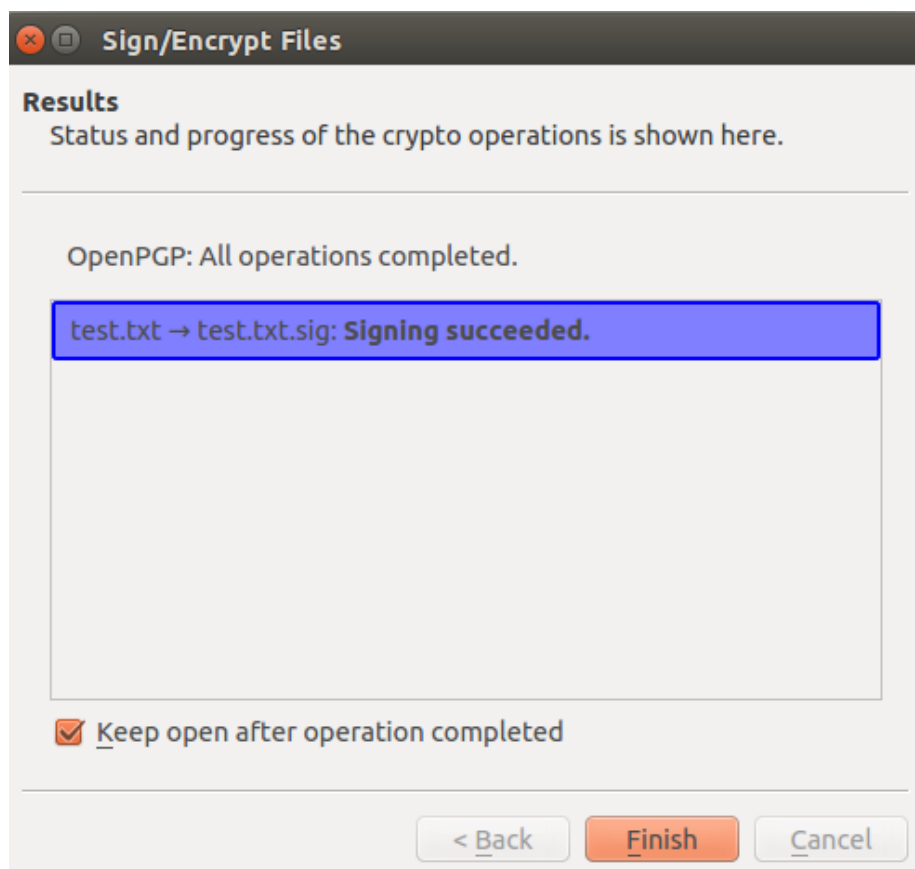 Sign/Encrypt Files
Results
Status and progress of the crypto operations is shown here.
OpenPGP: All operations completed.
test.txt → test.txt.sig: Signing succeeded.
Keep open after operation completed
< Back
Finish
Cancel